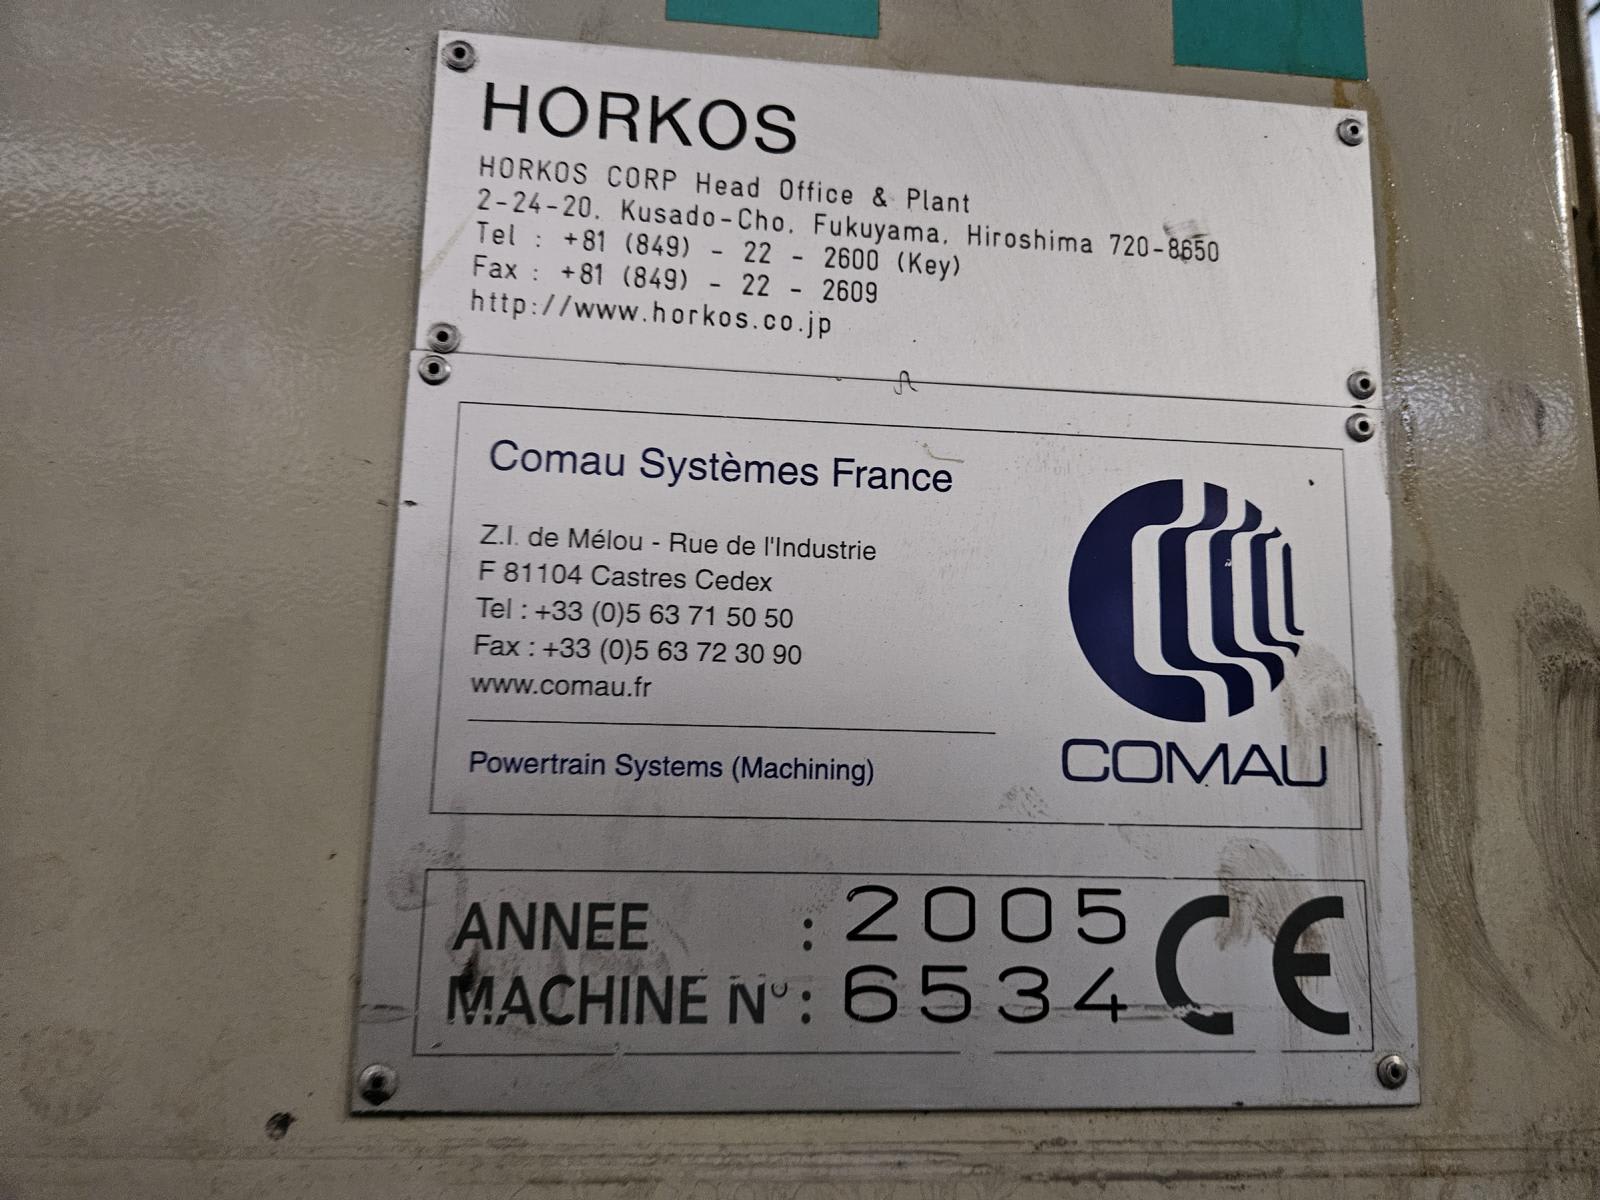 HORKOS
HORKOS CORP Head Office & Plant
2-24-20, Kusado-Cho, Fukuyama, Hiroshima 720-8650
Tel : +81 (849) - 22 - 2600 (Key)
Fax : +81 (849) - 22 - 2609
http://www.horkos.co.jp
Comau Systèmes France
Z.I. de Mélou - Rue de l'Industrie
F 81104 Castres Cedex
Tel : +33 (0)5 63 71 50 50
Fax : +33 (0)5 63 72 30 90
www.comau.fr
Powertrain Systems (Machining)
COMAU
ANNEE : 2005
MACHINE N° : 6534
CE